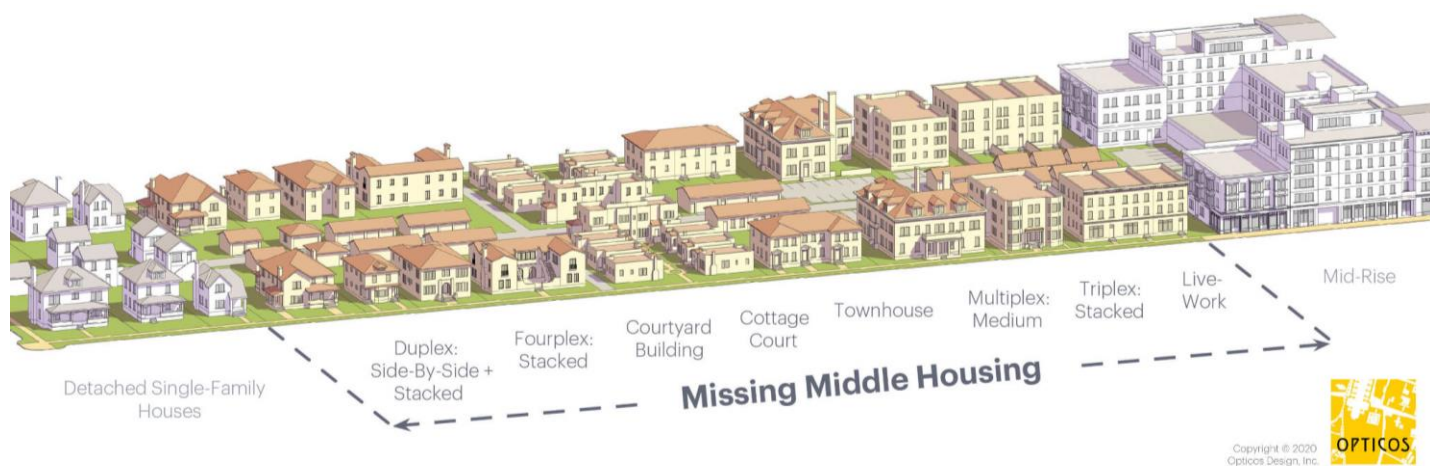 Detached Single-Family
Houses
Duplex:
Side-By-Side +
Stacked
Fourplex:
Stacked
Courtyard
Building
Cottage
Court
Townhouse
Multiplex:
Medium
Triplex:
Stacked
Live-
Work
Mid-Rise
Missing Middle Housing
Copyright © 2020
Opticos Design, Inc.
OPTICOS